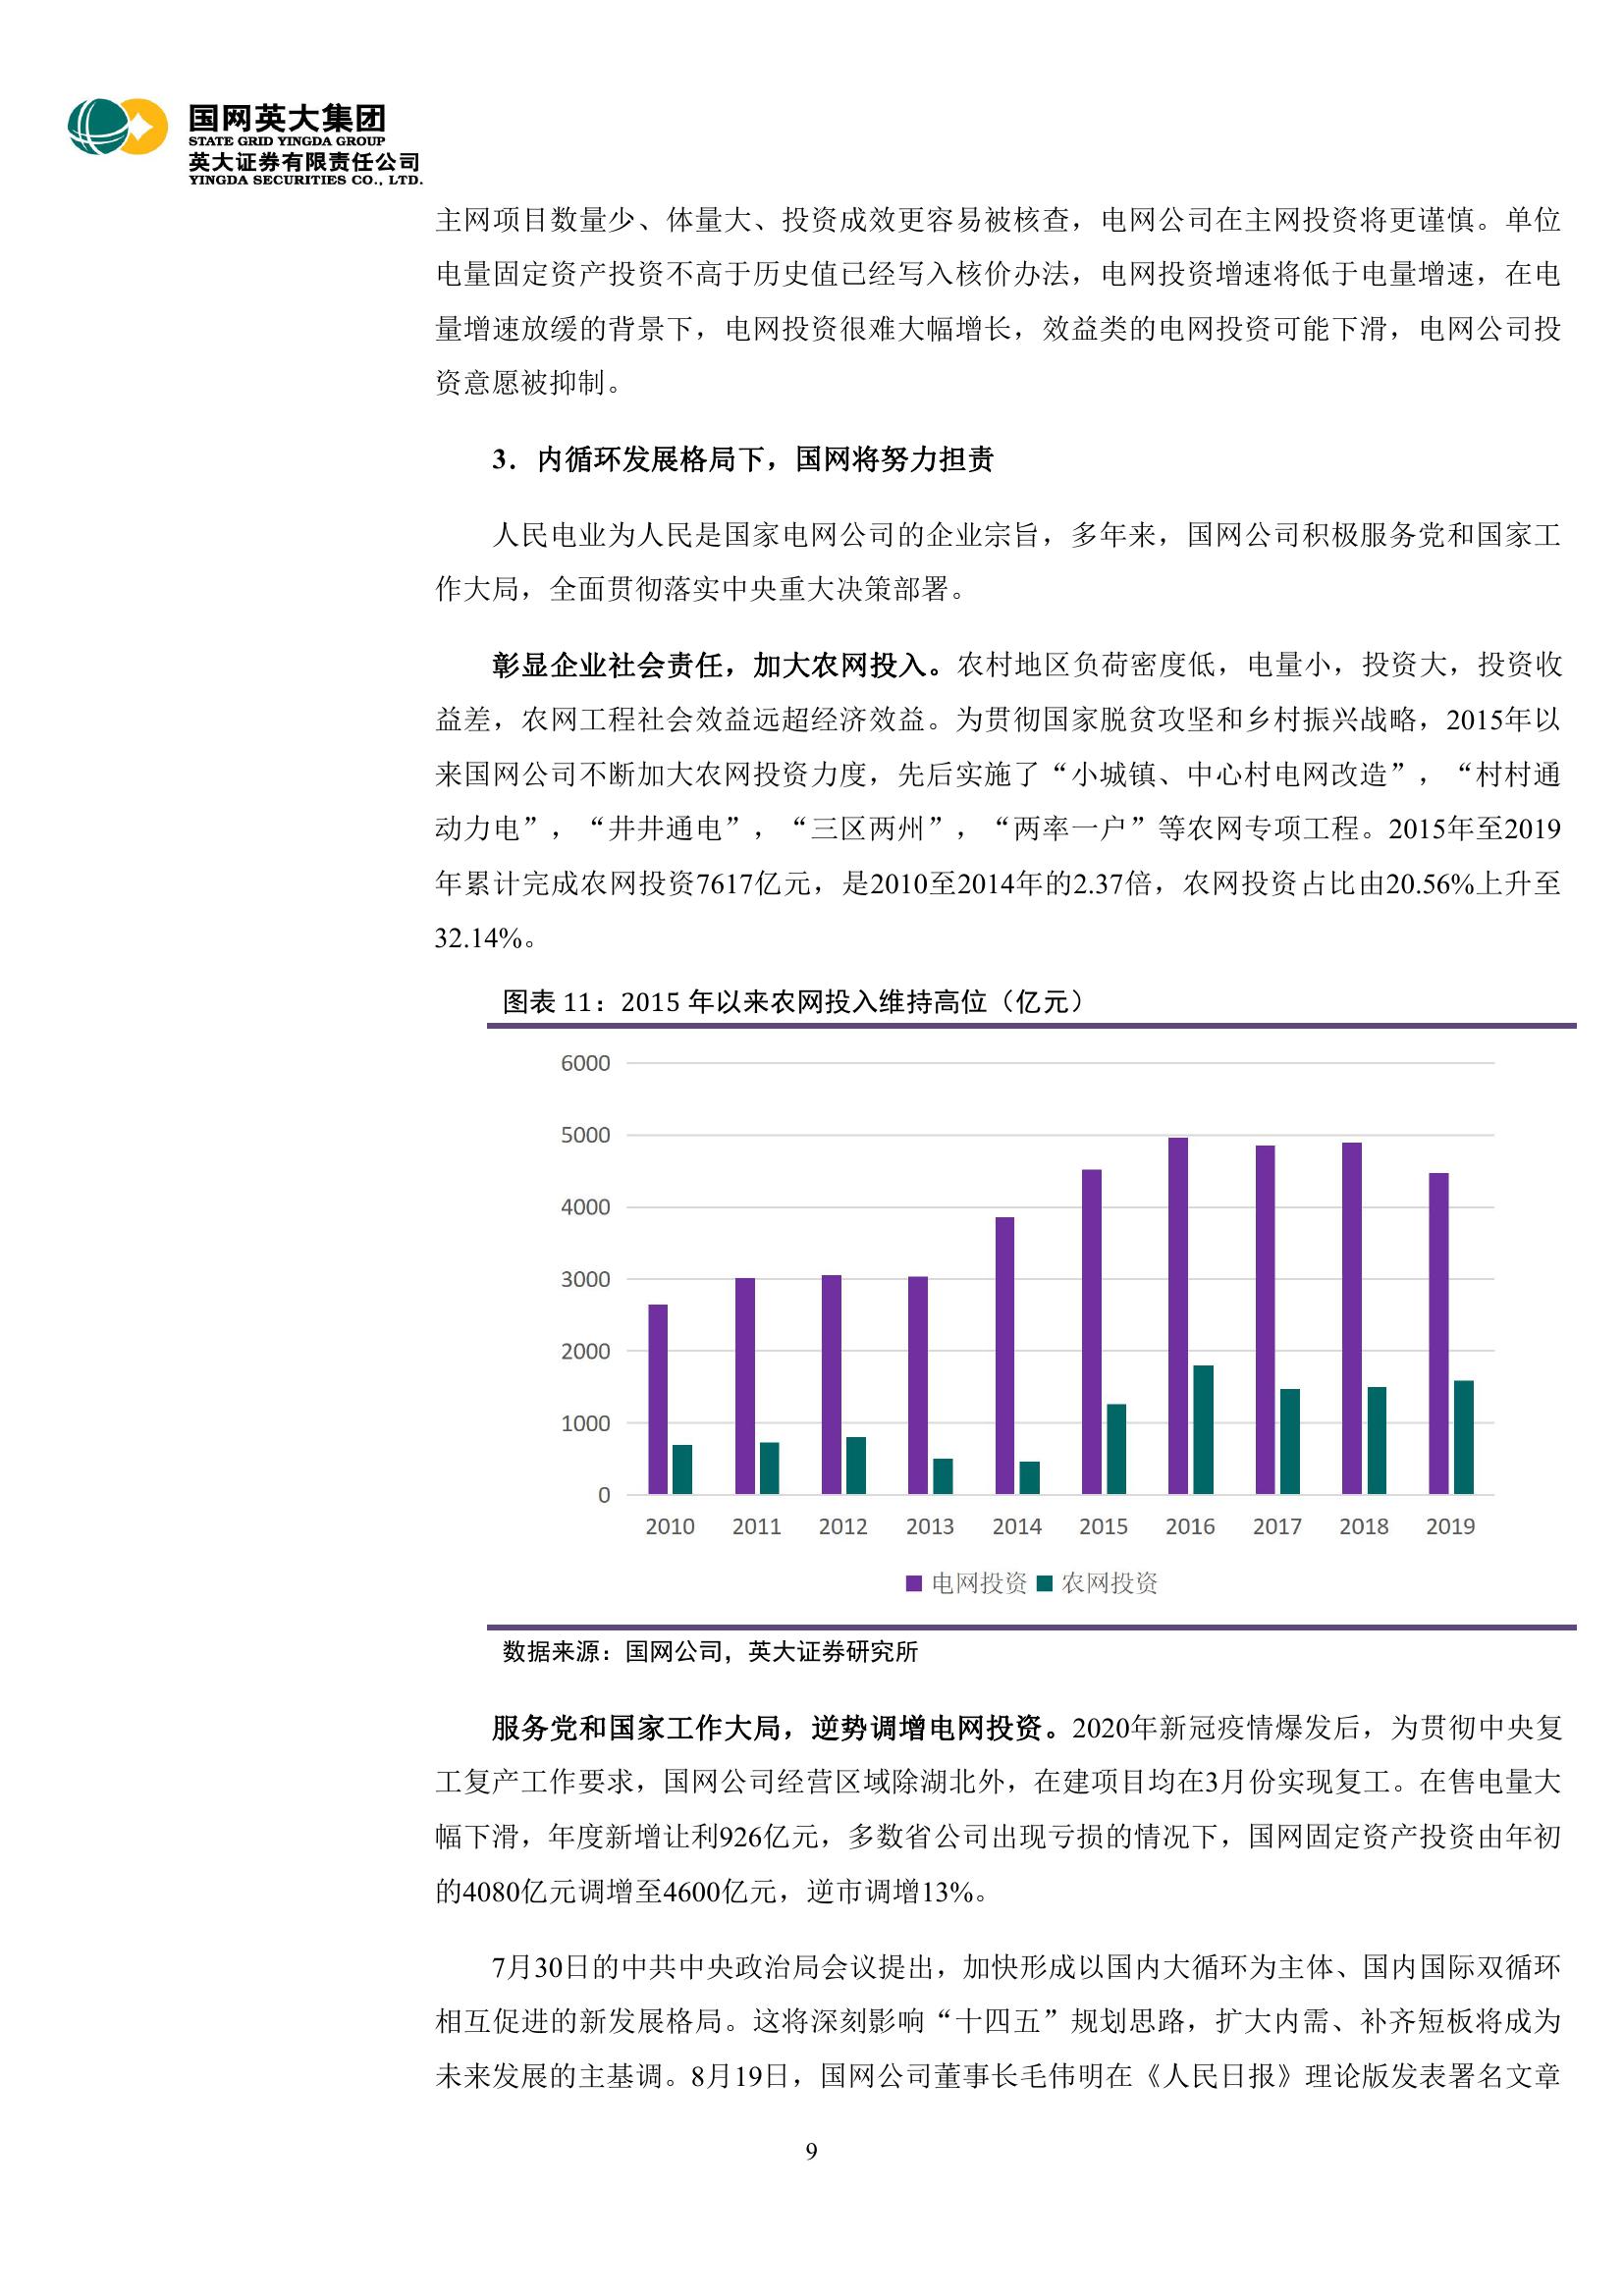 国网英大集团
STATE GRID YINGDA GROUP
英大证券有限责任公司
YINGDA SECURITIES CO., LTD.
主网项目数量少、体量大、投资成效更容易被核查，电网公司在主网投资将更谨慎。单位
电量固定资产投资不高于历史值已经写入核价办法，电网投资增速将低于电量增速，在电
量增速放缓的背景下，电网投资很难大幅增长，效益类的电网投资可能下滑，电网公司投
资意愿被抑制。
3．内循环发展格局下，国网将努力担责
人民电业为人民是国家电网公司的企业宗旨，多年来，国网公司积极服务党和国家工
作大局，全面贯彻落实中央重大决策部署。
彰显企业社会责任，加大农网投入。农村地区负荷密度低，电量小，投资大，投资收
益差，农网工程社会效益远超经济效益。为贯彻国家脱贫攻坚和乡村振兴战略，2015年以
来国网公司不断加大农网投资力度，先后实施了“小城镇、中心村电网改造”，“村村通
动力电”，“井井通电”，“三区两州”，“两率一户”等农网专项工程。2015年至2019
年累计完成农网投资7617亿元，是2010至2014年的2.37倍，农网投资占比由20.56%上升至
32.14%。
图表 11：2015 年以来农网投入维持高位（亿元）
6000
5000
4000
3000
2000
1000
0
2010 2011 2012 2013 2014 2015 2016 2017 2018 2019
电网投资 农网投资
数据来源：国网公司，英大证券研究所
服务党和国家工作大局，逆势调增电网投资。2020年新冠疫情爆发后，为贯彻中央复
工复产工作要求，国网公司经营区域除湖北外，在建项目均在3月份实现复工。在售电量大
幅下滑，年度新增让利926亿元，多数省公司出现亏损的情况下，国网固定资产投资由年初
的4080亿元调增至4600亿元，逆市调增13%。
7月30日的中共中央政治局会议提出，加快形成以国内大循环为主体、国内国际双循环
相互促进的新发展格局。这将深刻影响“十四五”规划思路，扩大内需、补齐短板将成为
未来发展的主基调。8月19日，国网公司董事长毛伟明在《人民日报》理论版发表署名文章
9